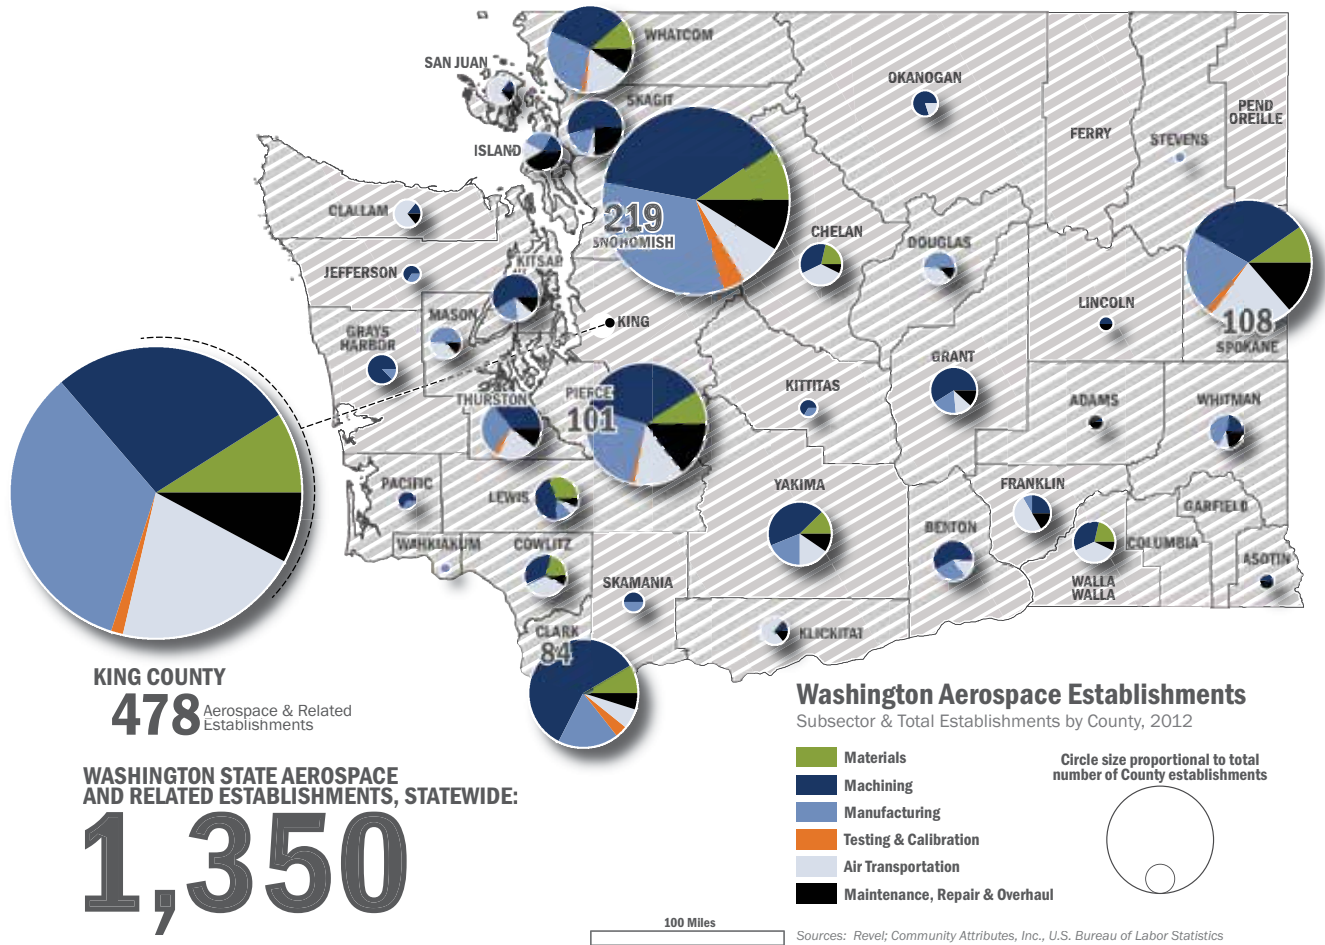 WHATCOM
SAN JUAN
SKAGIT
ISLAND
OKANOGAN
FERRY
PEND
OREILLE
STEVENS
CLALLAM
219
SNOHOMISH
CHELAN
DOUGLAS
JEFFERSON
KITSAP
MASON
GRAYS
HARBOR
KING
LINCOLN
108
SPOKANE
THURSTON
PIERCE
101
KITTITAS
GRANT
ADAMS
WHITMAN
PACIFIC
LEWIS
YAKIMA
FRANKLIN
BENTON
GARFIELD
COLUMBIA
WAHKIAKUM
COWLITZ
SKAMANIA
WALLA
WALLA
ASOTIN
CLARK
84
KLICKITAT
KING COUNTY
478 Aerospace & Related
Establishments
WASHINGTON STATE AEROSPACE
AND RELATED ESTABLISHMENTS, STATEWIDE:
1,350
Washington Aerospace Establishments
Subsector & Total Establishments by County, 2012
Materials
Machining
Manufacturing
Testing & Calibration
Air Transportation
Maintenance, Repair & Overhaul
Circle size proportional to total
number of County establishments
100 Miles
Sources: Revel; Community Attributes, Inc., U.S. Bureau of Labor Statistics